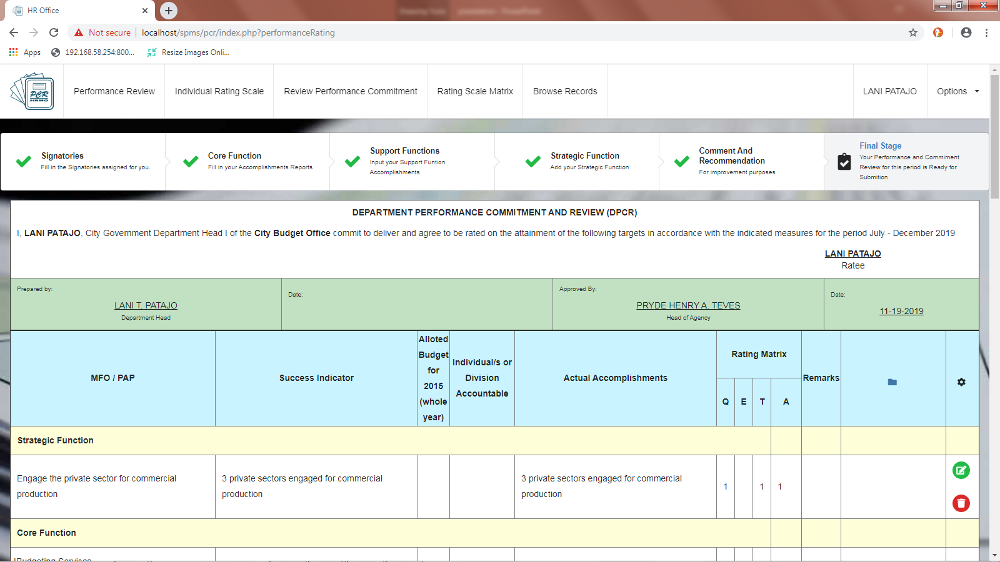 HR Office
Not secure
localhost/spms/pcr/index.php?performanceRating
Apps
192.168.58.254:800...
Resize Images Onli...
PCR
HRMO
Performance Review
Individual Rating Scale
Review Performance Commitment
Rating Scale Matrix
Browse Records
LANI PATAJO
Options
Signatories
Fill in the Signatories assigned for you.
Core Function
Fill in your Accomplishments Reports
Support Functions
Input your Support Funtion
Accomplishments
Strategic Function
Add your Strategic Function
Comment And
Recommendation
For improvement purposes
Final Stage
Your Performance and Commiment
Review for this period is Ready for
Submition
DEPARTMENT PERFORMANCE COMMITMENT AND REVIEW (DPCR)
I, LANI PATAJO, City Government Department Head I of the City Budget Office commit to deliver and agree to be rated on the attainment of the following targets in accordance with the indicated measures for the period July - December 2019
LANI PATAJO
Ratee
Prepared by:
LANI T. PATAJO
Department Head
Date:
Approved By:
PRYDE HENRY A. TEVES
Head of Agency
Date:
11-19-2019
MFO / PAP
Success Indicator
Alloted
Budget
for
2015
(whole
year)
Individual/s or
Division
Accountable
Actual Accomplishments
Rating Matrix
Q E T A
Remarks
Strategic Function
Engage the private sector for commercial
production
3 private sectors engaged for commercial
production
3 private sectors engaged for commercial
production
1 1 1
Core Function